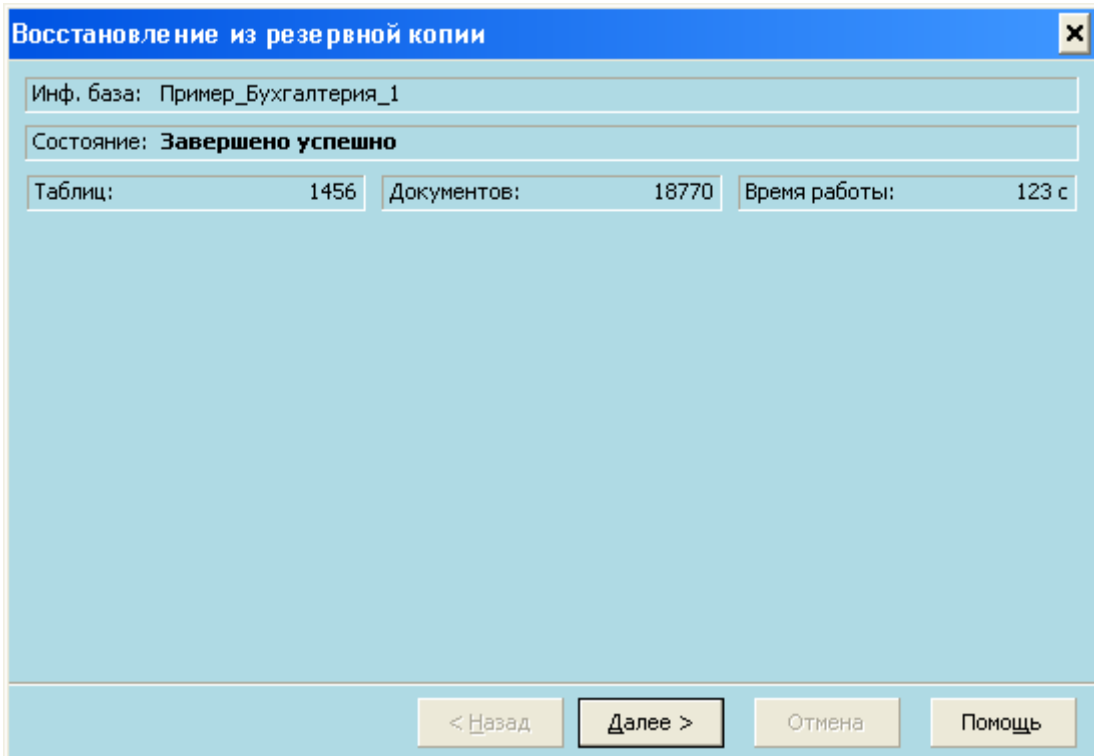 Восстановление из резервной копии
Инф. база: Пример_Бухгалтерия_1
Состояние: Завершено успешно
Таблиц: 1456 Документов: 18770 Время работы: 123 с
< Назад Далее > Отмена Помощь